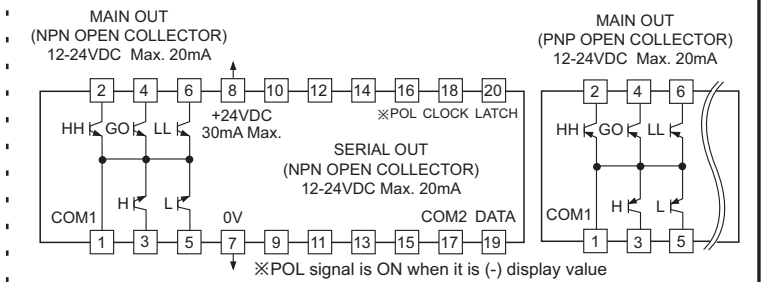 MAIN OUT
(NPN OPEN COLLECTOR)
12-24VDC Max. 20mA
2 4 6 8 10 12 14 16 18 20
+24VDC
30mA Max.
※POL CLOCK LATCH
HH GO LL
SERIAL OUT
(NPN OPEN COLLECTOR)
12-24VDC Max. 20mA
H L
COM1 0V COM2 DATA
1 3 5 7 9 11 13 15 17 19
※POL signal is ON when it is (-) display value
MAIN OUT
(PNP OPEN COLLECTOR)
12-24VDC Max. 20mA
2 4 6
HH GO LL
H L
COM1
1 3 5